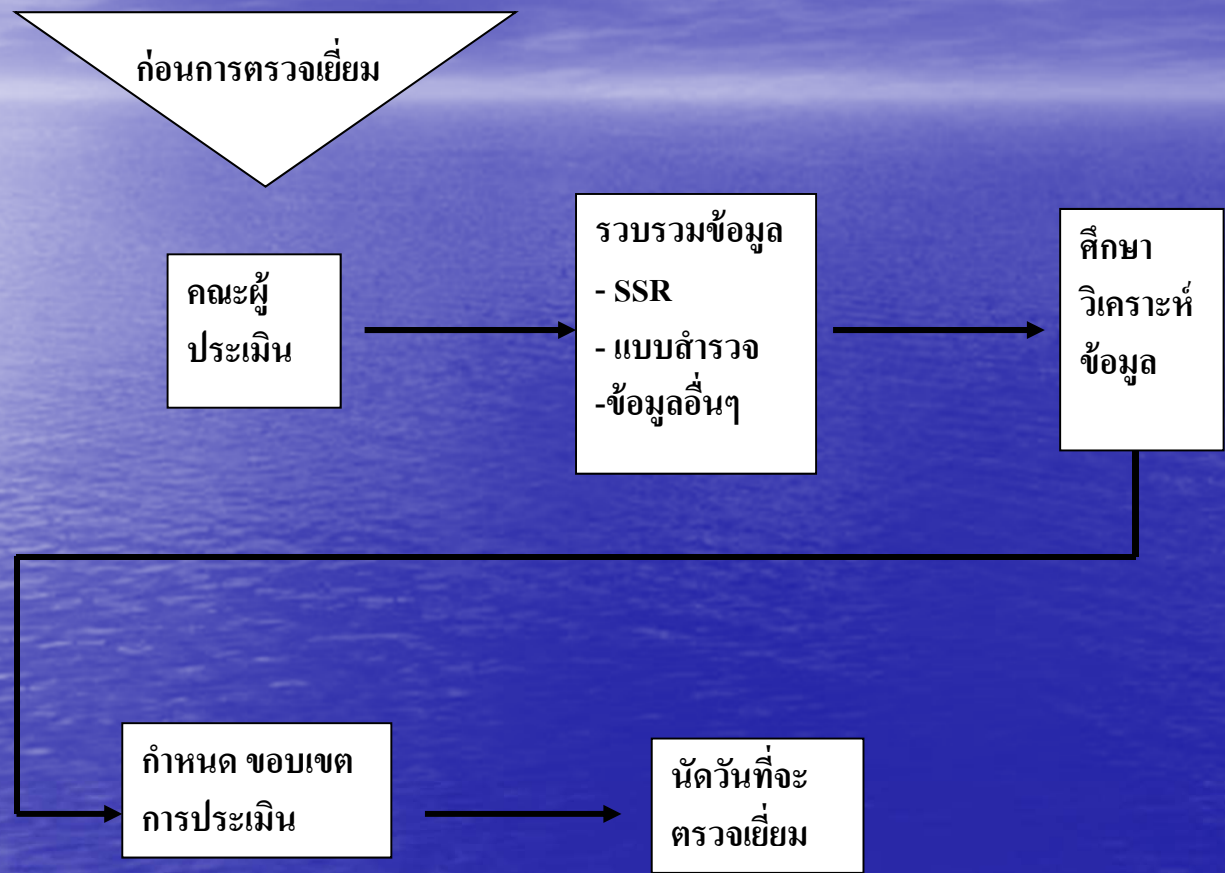 ก่อนการตรวจเยี่ยม
คณะผู้
ประเมิน
รวบรวมข้อมูล
- SSR
- แบบสำรวจ
-ข้อมูลอื่นๆ
ศึกษา
วิเคราะห์
ข้อมูล
กำหนด ขอบเขต
การประเมิน
นัดวันที่จะ
ตรวจเยี่ยม